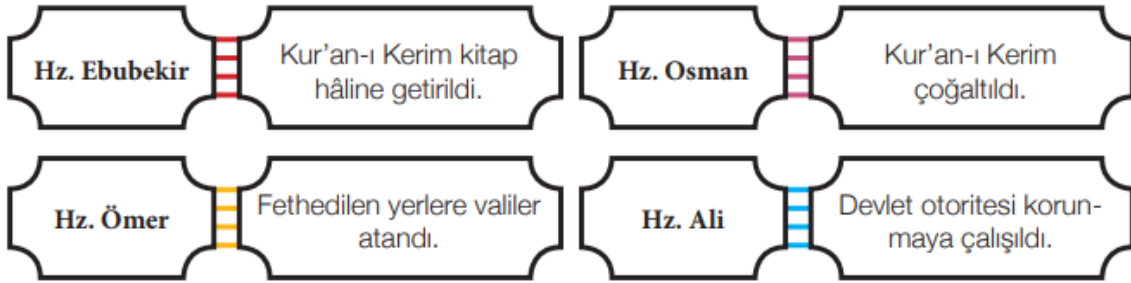 Hz. Ebubekir
Kur’an-ı Kerim kitap
hâline getirildi.
Hz. Osman
Kur’an-ı Kerim
çoğaltıldı.
Hz. Ömer
Fethedilen yerlere valiler
atandı.
Hz. Ali
Devlet otoritesi korun-
maya çalışıldı.